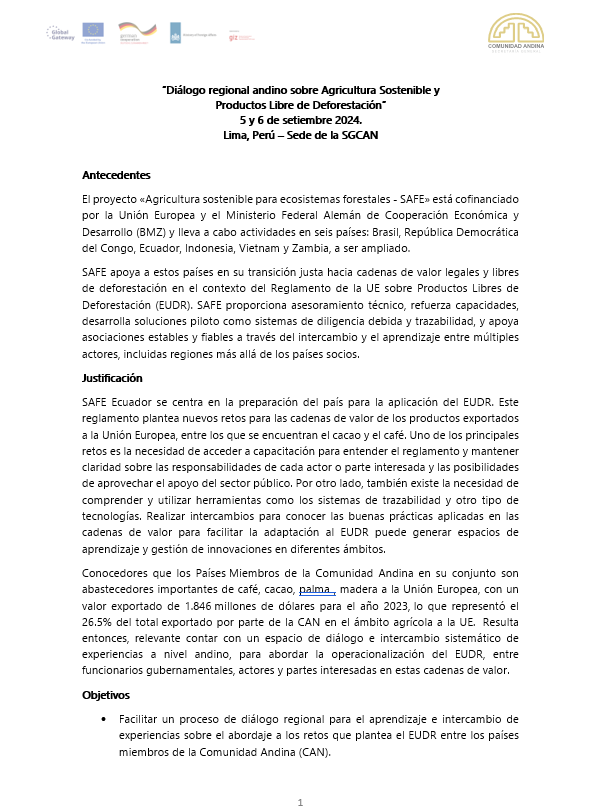 Global
Gateway
giz
COMUNIDAD ANDINA
“Diálogo regional andino sobre Agricultura Sostenible y
Productos Libre de Deforestación”
5 y 6 de setiembre 2024.
Lima, Perú – Sede de la SGCAN
Antecedentes
El proyecto «Agricultura sostenible para ecosistemas forestales - SAFE» está cofinanciado
por la Unión Europea y el Ministerio Federal Alemán de Cooperación Económica y
Desarrollo (BMZ) y lleva a cabo actividades en seis países: Brasil, República Democrática
del Congo, Ecuador, Indonesia, Vietnam y Zambia, a ser ampliado.
SAFE apoya a estos países en su transición justa hacia cadenas de valor legales y libres
de deforestación en el contexto del Reglamento de la UE sobre Productos Libres de
Deforestación (EUDR). SAFE proporciona asesoramiento técnico, refuerza capacidades,
desarrolla soluciones piloto como sistemas de diligencia debida y trazabilidad, y apoya
asociaciones estables y fiables a través del intercambio y el aprendizaje entre múltiples
actores, incluidas regiones más allá de los países socios.
Justificación
SAFE Ecuador se centra en la preparación del país para la aplicación del EUDR. Este
reglamento plantea nuevos retos para las cadenas de valor de los productos exportados
a la Unión Europea, entre los que se encuentran el cacao y el café. Uno de los principales
retos es la necesidad de acceder a capacitación para entender el reglamento y mantener
claridad sobre las responsabilidades de cada actor o parte interesada y las posibilidades
de aprovechar el apoyo del sector público. Por otro lado, también existe la necesidad de
comprender y utilizar herramientas como los sistemas de trazabilidad y otro tipo de
tecnologías. Realizar intercambios para conocer las buenas prácticas aplicadas en las
cadenas de valor para facilitar la adaptación al EUDR puede generar espacios de
aprendizaje y gestión de innovaciones en diferentes ámbitos.
Conocedores que los Países Miembros de la Comunidad Andina en su conjunto son
abastecedores importantes de café, cacao, palma , madera a la Unión Europea, con un
valor exportado de 1.846 millones de dólares para el año 2023, lo que representó el
26.5% del total exportado por parte de la CAN en el ámbito agrícola a la UE. Resulta
entonces, relevante contar con un espacio de diálogo e intercambio sistemático de
experiencias a nivel andino, para abordar la operacionalización del EUDR, entre
funcionarios gubernamentales, actores y partes interesadas en estas cadenas de valor.
Objetivos
• Facilitar un proceso de diálogo regional para el aprendizaje e intercambio de
experiencias sobre el abordaje a los retos que plantea el EUDR entre los países
miembros de la Comunidad Andina (CAN).
1